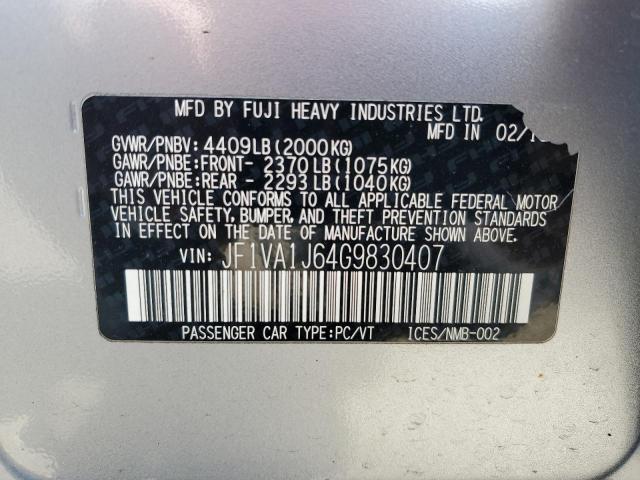 MFD BY FUJI HEAVY INDUSTRIES LTD.
MFD IN 02/1
GVWR/PNBV: 4409LB(2000KG)
GAWR/PNBE:FRONT- 2370LB(1075KG)
GAWR/PNBE:REAR - 2293LB(1040KG)
THIS VEHICLE CONFORMS TO ALL APPLICABLE FEDERAL MOTOR
VEHICLE SAFETY, BUMPER, AND THEFT PREVENTION STANDARDS
IN EFFECT ON THE DATE OF MANUFACTURE SHOWN ABOVE.
VIN: JF1VA1J64G9830407
PASSENGER CAR TYPE:PC/VT ICES/NMB-002